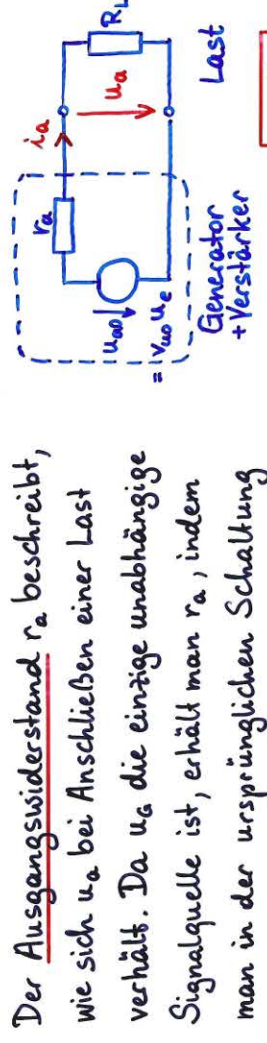 Der Ausgangswiderstand ra beschreibt,
wie sich ua bei Anschließen einer Last
verhält. Da uG die einzige unabhängige
Signalquelle ist, erhält man ra, indem
man in der ursprünglichen Schaltung
ra
ia
ua0
= vu0 ue
ua
RL
Generator
+ Verstärker
Last